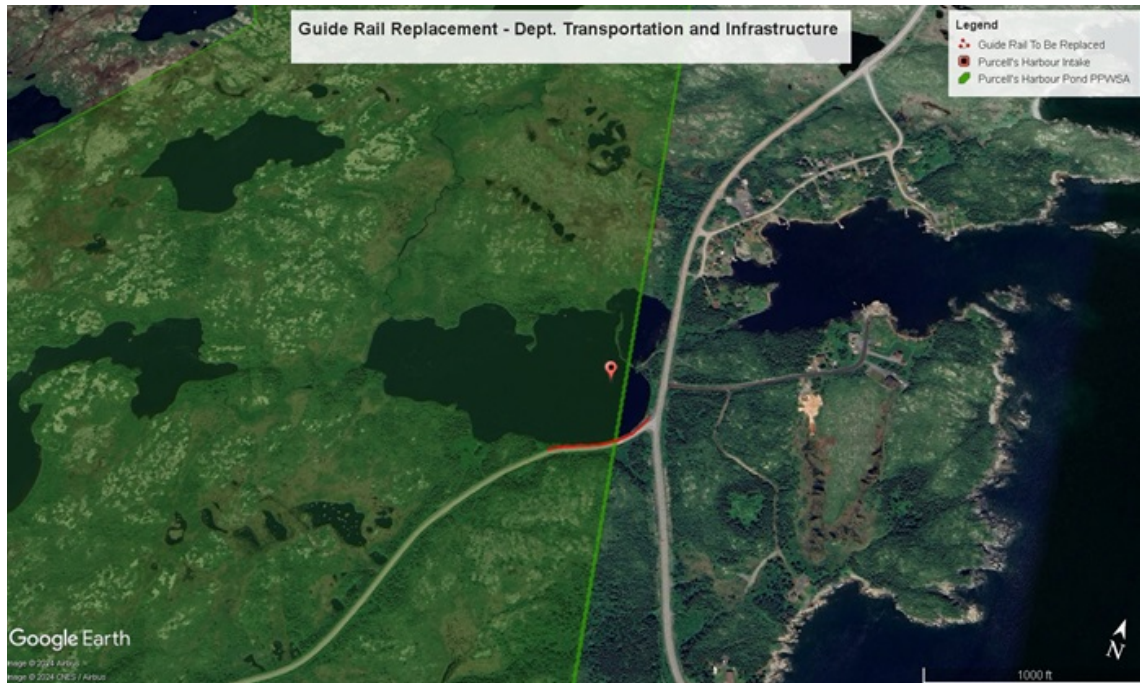 Guide Rail Replacement - Dept. Transportation and Infrastructure
Legend
Guide Rail To Be Replaced
Purcell's Harbour Intake
Purcell's Harbour Pond PPWSA
Google Earth
Image © 2024 Airbus
Image © 2024 CNES / Airbus
N
1000 ft